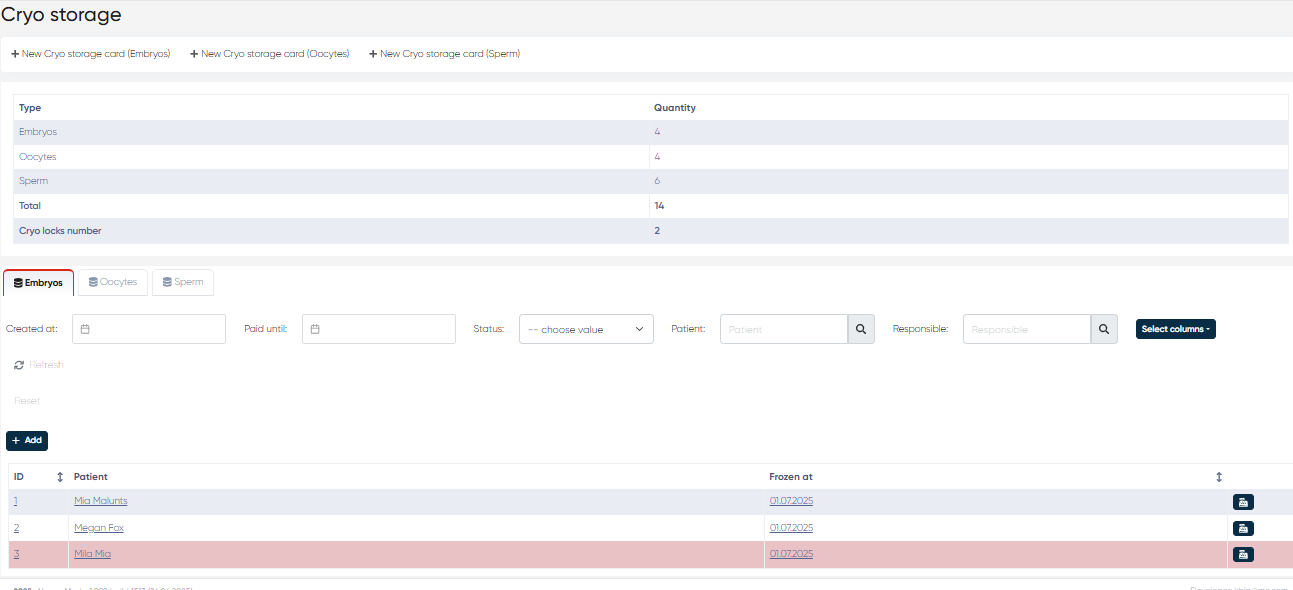 Cryo storage
+ New Cryo storage card (Embryos) + New Cryo storage card (Oocytes) + New Cryo storage card (Sperm)
Type Quantity
Embryos 4
Oocytes 4
Sperm 6
Total 14
Cryo locks number 2
Embryos Oocytes Sperm
Created at: Paid until: Status: -- choose value Patient: Patient Responsible: Responsible Select columns
Refresh
Reset
+ Add
ID Patient Frozen at
1 Mia Malunts 01.07.2025
2 Megan Fox 01.07.2025
3 Mila Mia 01.07.2025